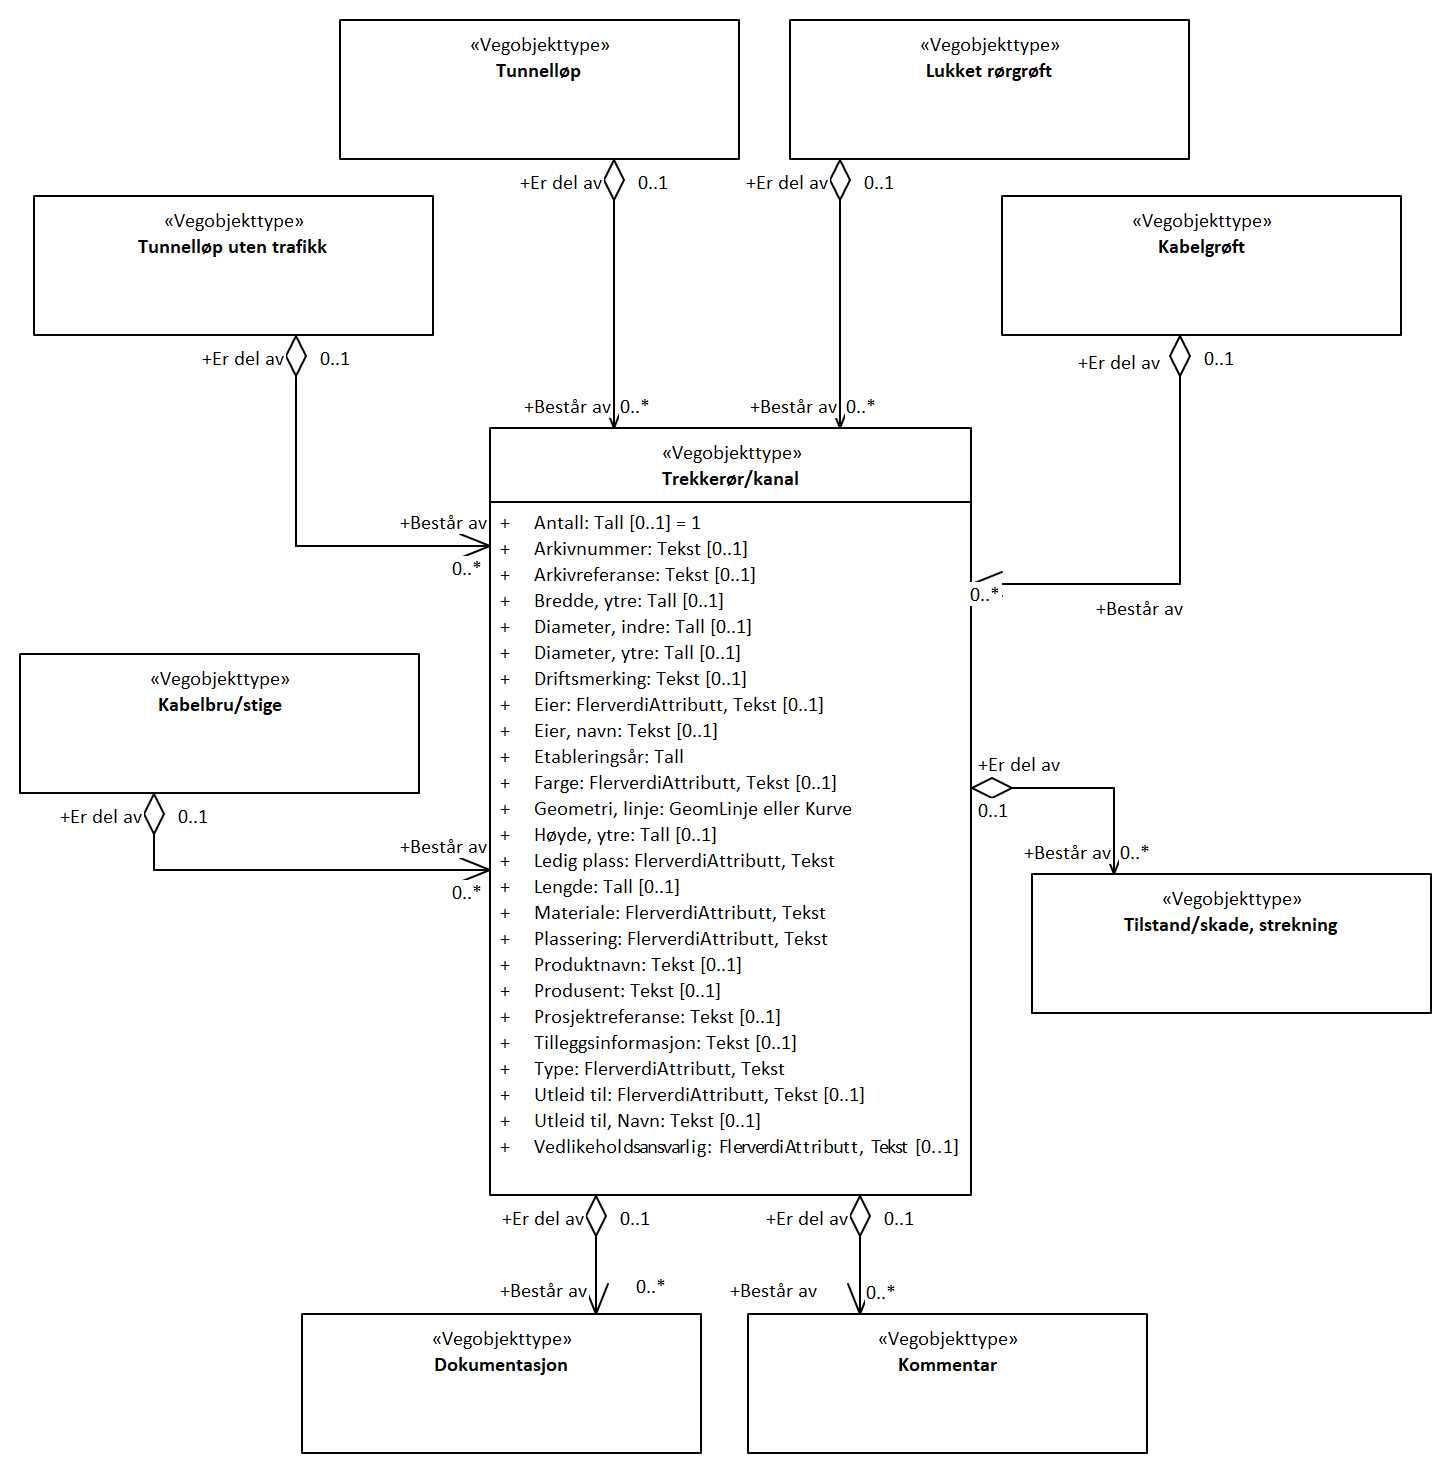 «Vegobjekttype»
Tunnelløp
«Vegobjekttype»
Lukket rørgrøft
+Er del av 0..1
+Er del av 0..1
«Vegobjekttype»
Tunnelløp uten trafikk
«Vegobjekttype»
Kabelgrøft
+Er del av 0..1
+Er del av 0..1
+Består av 0..*
+Består av 0..*
«Vegobjekttype»
Trekkerør/kanal
+ Antall: Tall [0..1] = 1
+ Arkivnummer: Tekst [0..1]
+ Arkivreferanse: Tekst [0..1]
+ Bredde, ytre: Tall [0..1]
+ Diameter, indre: Tall [0..1]
+ Diameter, ytre: Tall [0..1]
+ Driftsmerking: Tekst [0..1]
+ Eier: FlerverdiAttributt, Tekst [0..1]
+ Eier, navn: Tekst [0..1]
+ Etableringsår: Tall
+ Farge: FlerverdiAttributt, Tekst [0..1]
+ Geometri, linje: GeomLinje eller Kurve
+ Høyde, ytre: Tall [0..1]
+ Ledig plass: FlerverdiAttributt, Tekst
+ Lengde: Tall [0..1]
+ Materiale: FlerverdiAttributt, Tekst
+ Plassering: FlerverdiAttributt, Tekst
+ Produktnavn: Tekst [0..1]
+ Produsent: Tekst [0..1]
+ Prosjektreferanse: Tekst [0..1]
+ Tilleggsinformasjon: Tekst [0..1]
+ Type: FlerverdiAttributt, Tekst
+ Utleid til: FlerverdiAttributt, Tekst [0..1]
+ Utleid til, Navn: Tekst [0..1]
+ Vedlikeholdsansvarlig: FlerverdiAttributt, Tekst [0..1]
+Består av
0..*
0..*
+Består av
«Vegobjekttype»
Kabelbru/stige
+Er del av 0..1
+Består av
0..*
+Er del av
0..1
+Består av 0..*
«Vegobjekttype»
Tilstand/skade, strekning
+Er del av 0..1
+Er del av 0..1
+Består av 0..*
+Består av 0..*
«Vegobjekttype»
Dokumentasjon
«Vegobjekttype»
Kommentar